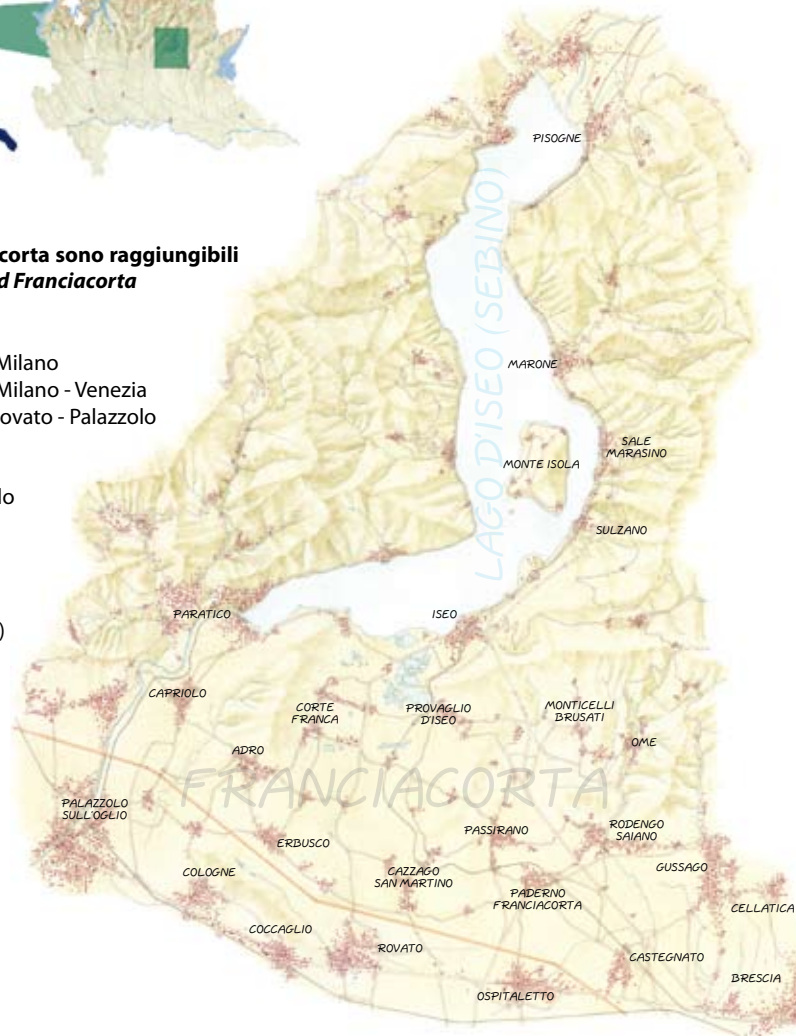 corta sono raggiungibili
d Franciacorta
Milano
Milano - Venezia
ovato - Palazzolo
lo
)
PISOGNE
LAGO D'ISEO (SEBINO)
MARONE
MONTE ISOLA
SALE
MARASINO
SULZANO
PARATICO
ISEO
CAPRIOLO
CORTE
FRANCA
PROVAGLIO
D'ISEO
MONTICELLI
BRUSATI
OME
ADRO
FRANCIACORTA
PALAZZOLO
SULL'OGLIO
ERBUSCO
PASSIRANO
RODENGO
SAIANO
COLOGNE
CAZZAGO
SAN MARTINO
GUSSAGO
PADERNO
FRANCIACORTA
CELLATICA
COCCAGLIO
ROVATO
CASTEGNATO
BRESCIA
OSPITALETTO